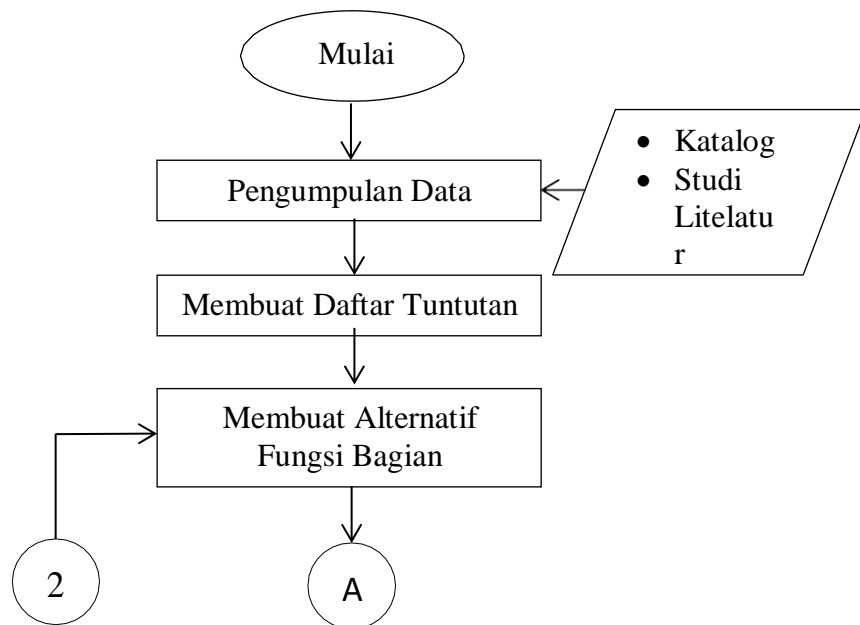 Mulai
Pengumpulan Data
• Katalog
• Studi
Litelatu
r
Membuat Daftar Tuntutan
Membuat Alternatif
Fungsi Bagian
2
A